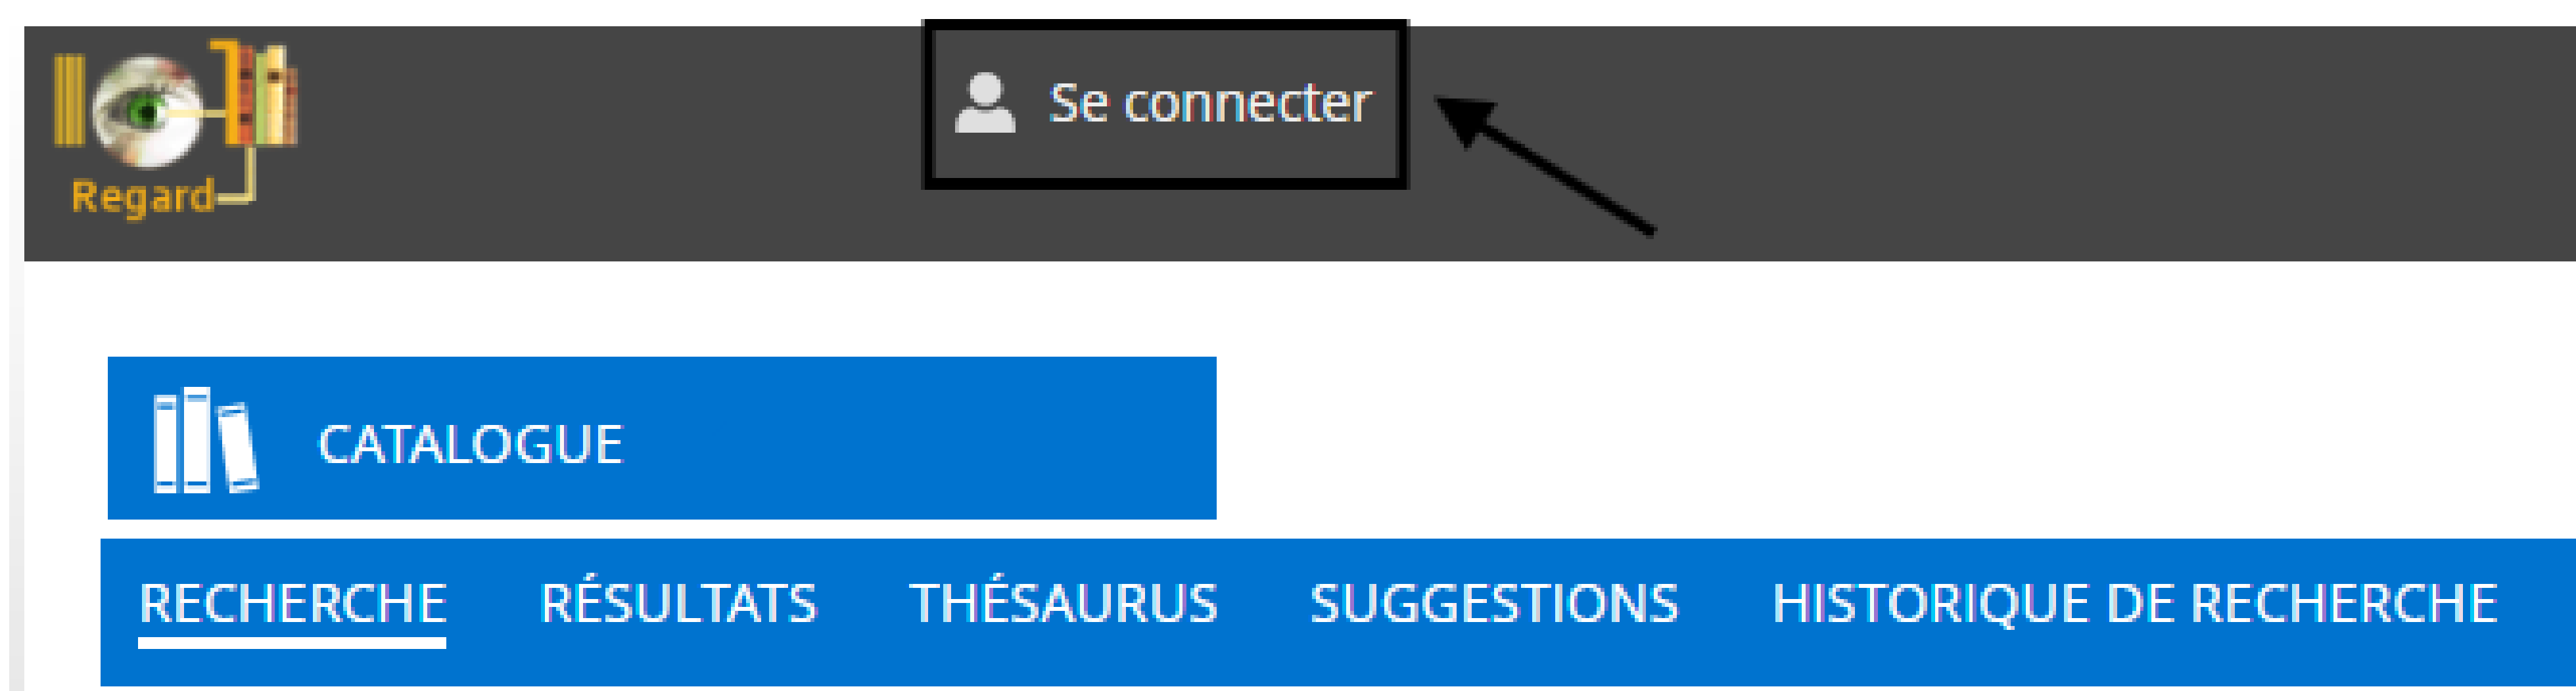 Regard
Se connecter
CATALOGUE
RECHERCHE RÉSULTATS THÉSAURUS SUGGESTIONS HISTORIQUE DE RECHERCHE